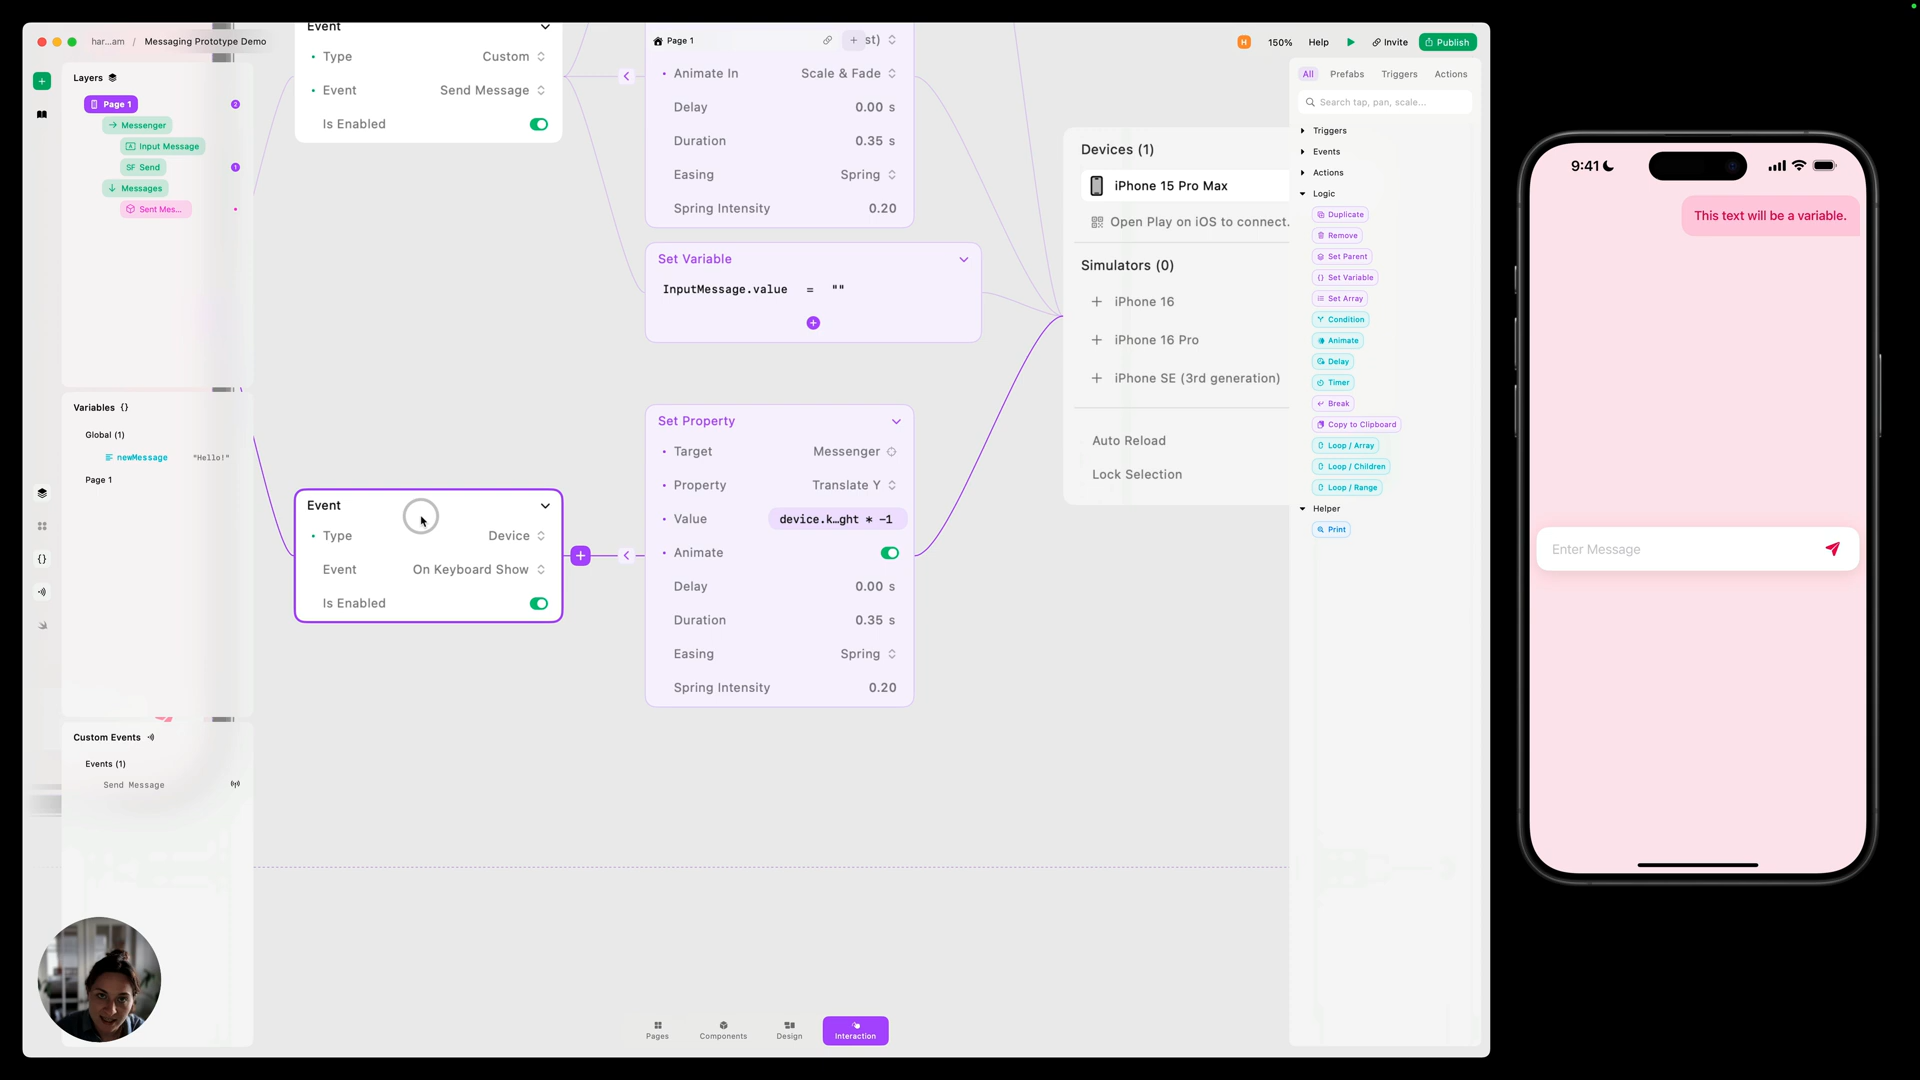 har...am / Messaging Prototype Demo
Layers
Page 1
2
Messenger
Input Message
SF Send
1
Messages
Sent Mes...
Variables {}
Global (1)
newMessage "Hello!"
Page 1
Custom Events
Events (1)
Send Message
Event
Type Custom
Event Send Message
Is Enabled
Page 1
st)
Animate In Scale & Fade
Delay 0.00 s
Duration 0.35 s
Easing Spring
Spring Intensity 0.20
Set Variable
InputMessage.value = ""
Event
Type Device
Event On Keyboard Show
Is Enabled
Set Property
Target Messenger
Property Translate Y
Value device.k…ght * -1
Animate
Delay 0.00 s
Duration 0.35 s
Easing Spring
Spring Intensity 0.20
Devices (1)
iPhone 15 Pro Max
Open Play on iOS to connect.
Simulators (0)
iPhone 16
iPhone 16 Pro
iPhone SE (3rd generation)
Auto Reload
Lock Selection
H 150% Help Invite Publish
All Prefabs Triggers Actions
Search tap, pan, scale...
Triggers
Events
Actions
Logic
Duplicate
Remove
Set Parent
{} Set Variable
Set Array
Condition
Animate
Delay
Timer
Break
Copy to Clipboard
Loop / Array
Loop / Children
Loop / Range
Helper
Print
Pages Components Design Interaction
9:41
This text will be a variable.
Enter Message